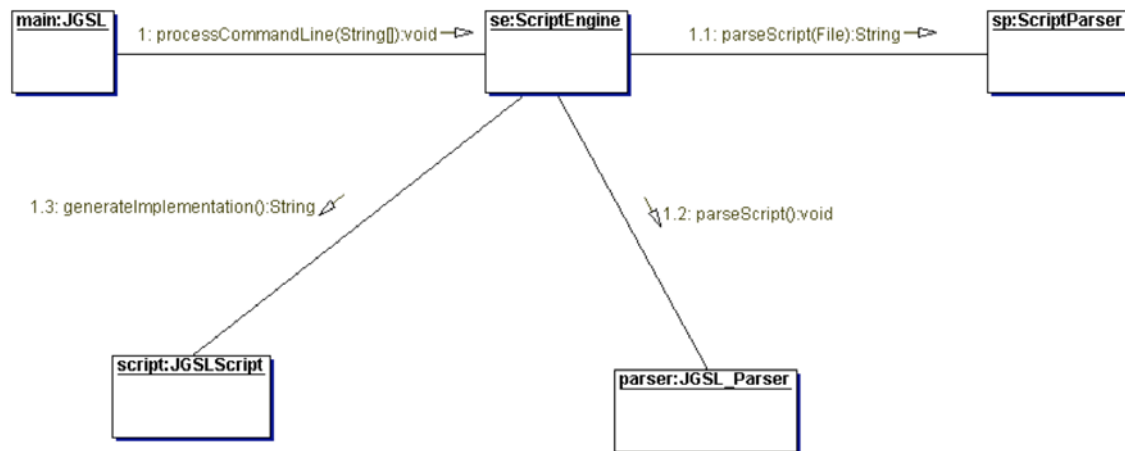 main:JGSL
1: processCommandLine(String[]):void
se:ScriptEngine
1.1: parseScript(File):String
sp:ScriptParser
1.3: generateImplementation():String
1.2: parseScript():void
script:JGSLScript
parser:JGSL_Parser